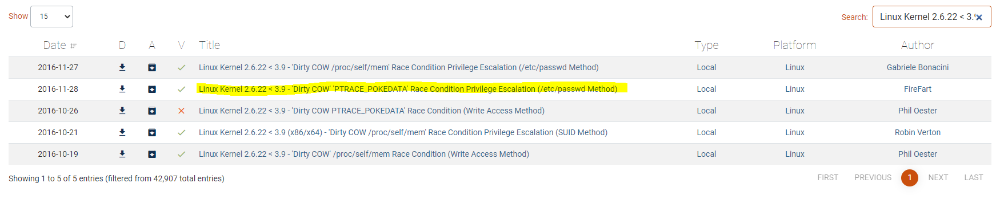 Show 15 Search: Linux Kernel 2.6.22 < 3.
Date D A V Title Type Platform Author
2016-11-27 Linux Kernel 2.6.22 < 3.9 - 'Dirty COW /proc/self/mem' Race Condition Privilege Escalation (/etc/passwd Method) Local Linux Gabriele Bonacini
2016-11-28 Linux Kernel 2.6.22 < 3.9 - 'Dirty COW' 'PTRACE_POKEDATA' Race Condition Privilege Escalation (/etc/passwd Method) Local Linux FireFart
2016-10-26 Linux Kernel 2.6.22 < 3.9 - 'Dirty COW PTRACE_POKEDATA' Race Condition (Write Access Method) Local Linux Phil Oester
2016-10-21 Linux Kernel 2.6.22 < 3.9 (x86/x64) - 'Dirty COW /proc/self/mem' Race Condition Privilege Escalation (SUID Method) Local Linux Robin Verton
2016-10-19 Linux Kernel 2.6.22 < 3.9 - 'Dirty COW' /proc/self/mem Race Condition (Write Access Method) Local Linux Phil Oester
Showing 1 to 5 of 5 entries (filtered from 42,907 total entries) FIRST PREVIOUS 1 NEXT LAST